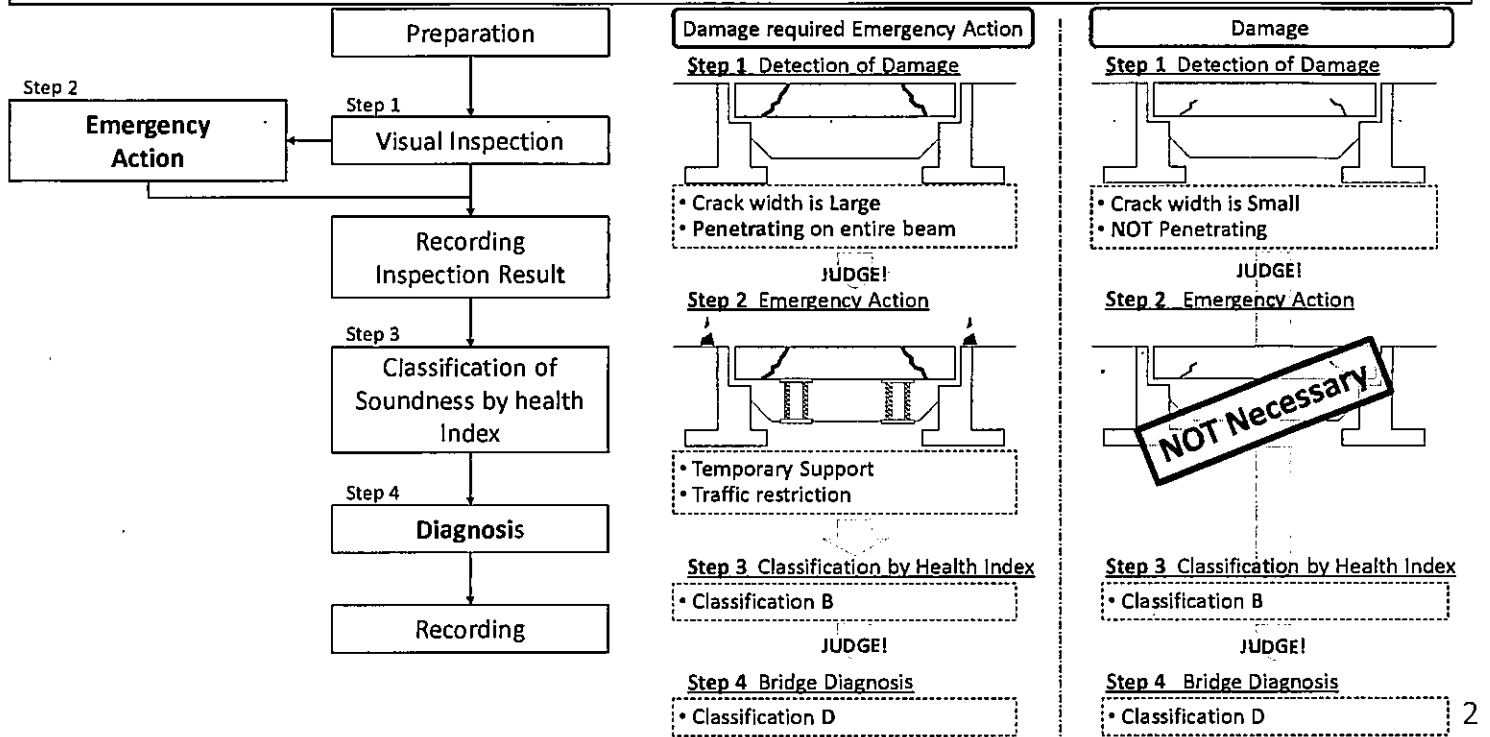 Preparation
Step 2
Emergency
Action
Step 1
Visual Inspection
Recording
Inspection Result
Step 3
Classification of
Soundness by health
Index
Step 4
Diagnosis
Recording
Damage required Emergency Action
Step 1 Detection of Damage
• Crack width is Large
• Penetrating on entire beam
JUDGE!
Step 2 Emergency Action
• Temporary Support
• Traffic restriction
Step 3 Classification by Health Index
• Classification B
JUDGE!
Step 4 Bridge Diagnosis
• Classification D
Damage
Step 1 Detection of Damage
• Crack width is Small
• NOT Penetrating
JUDGE!
Step 2 Emergency Action
NOT Necessary
Step 3 Classification by Health Index
• Classification B
JUDGE!
Step 4 Bridge Diagnosis
• Classification D
2